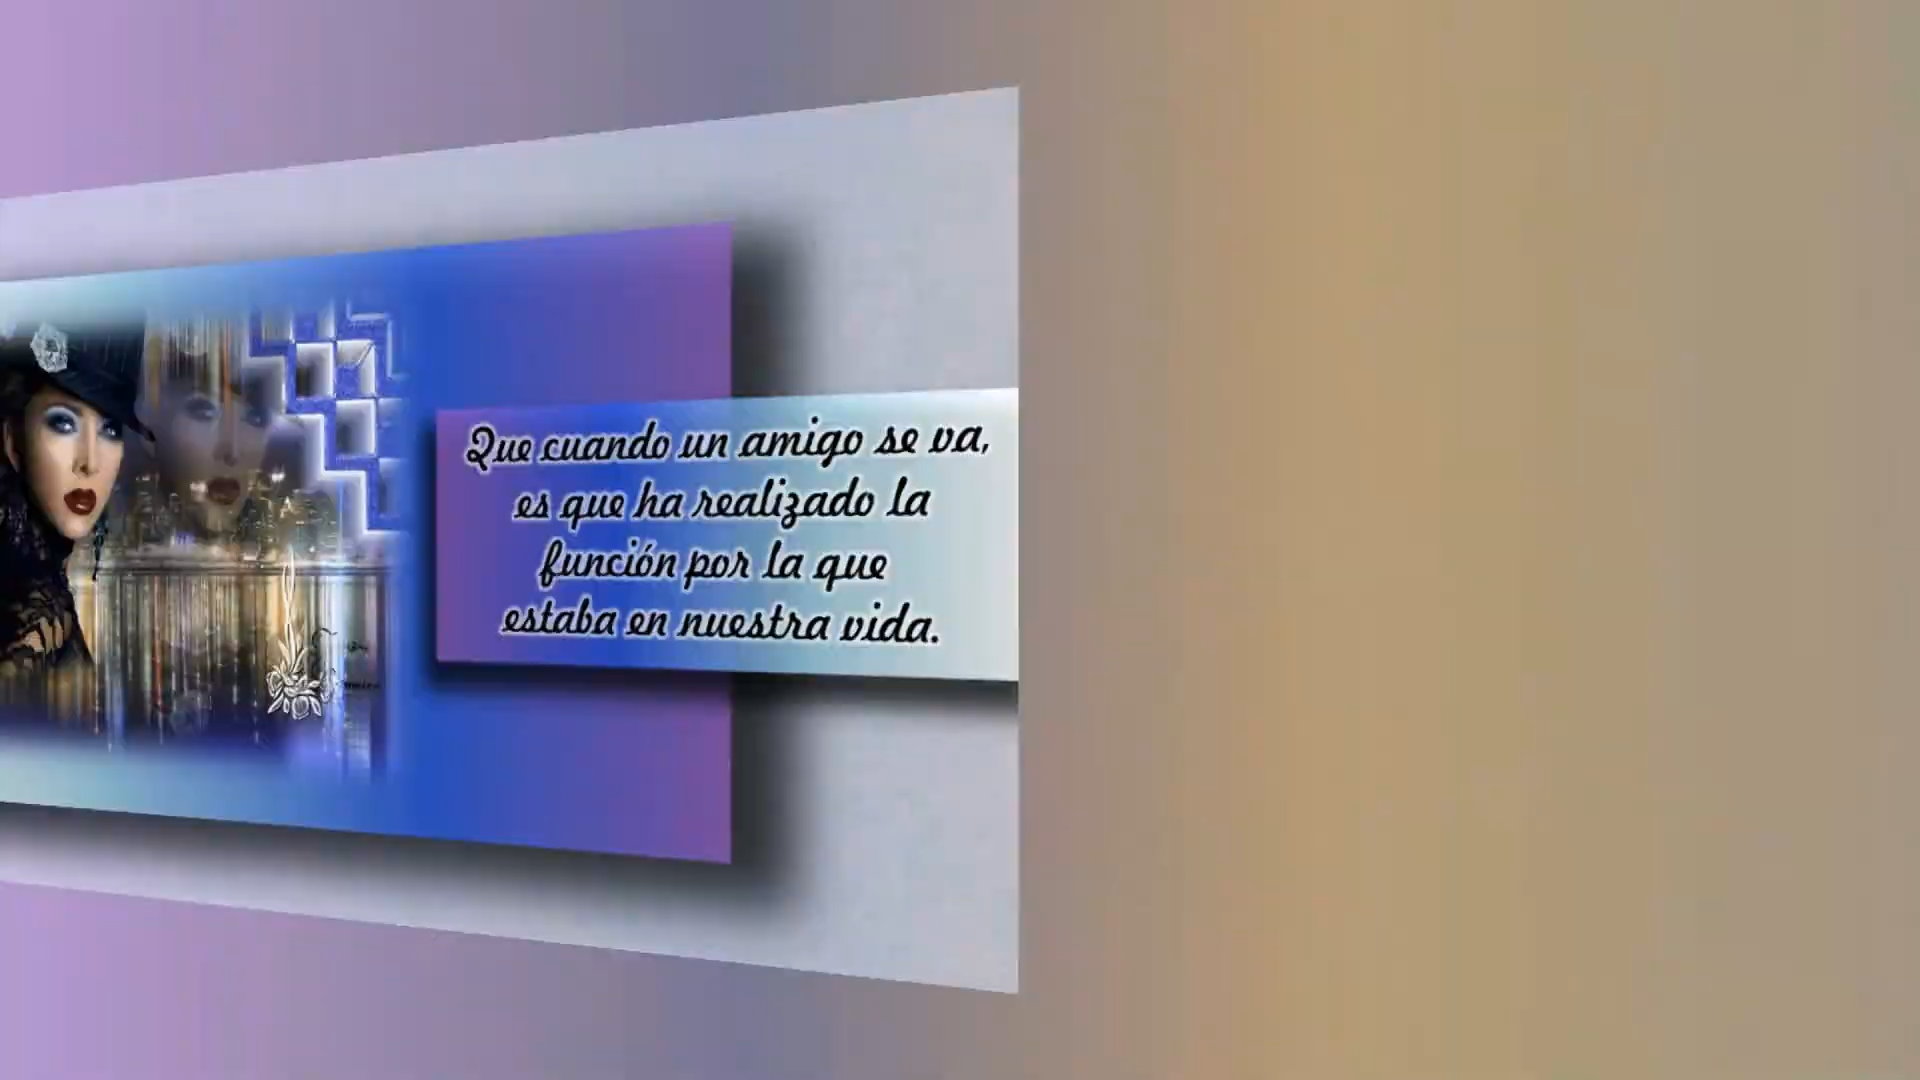 Que cuando un amigo se va,
es que ha realizado la
función por la que
estaba en nuestra vida.